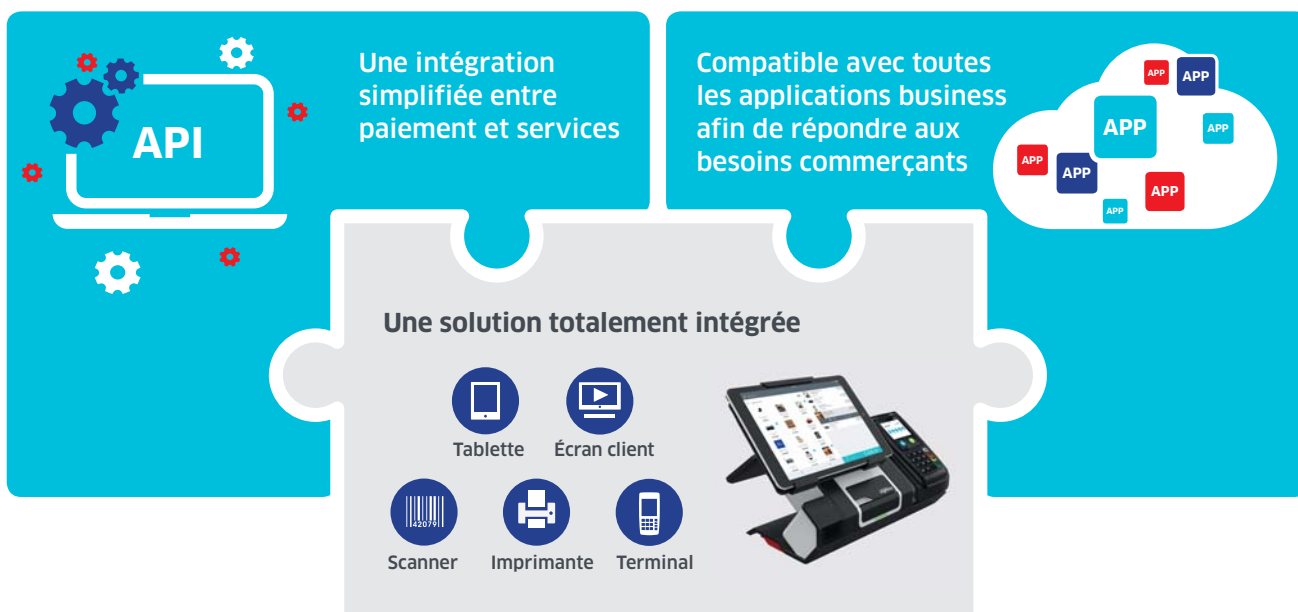 API
Une intégration
simplifiée entre
paiement et services
Compatible avec toutes
les applications business
afin de répondre aux
besoins commerçants
APP
APP
APP
APP
APP
APP
APP
APP
Une solution totalement intégrée
Tablette
Écran client
42079
Scanner
Imprimante
Terminal